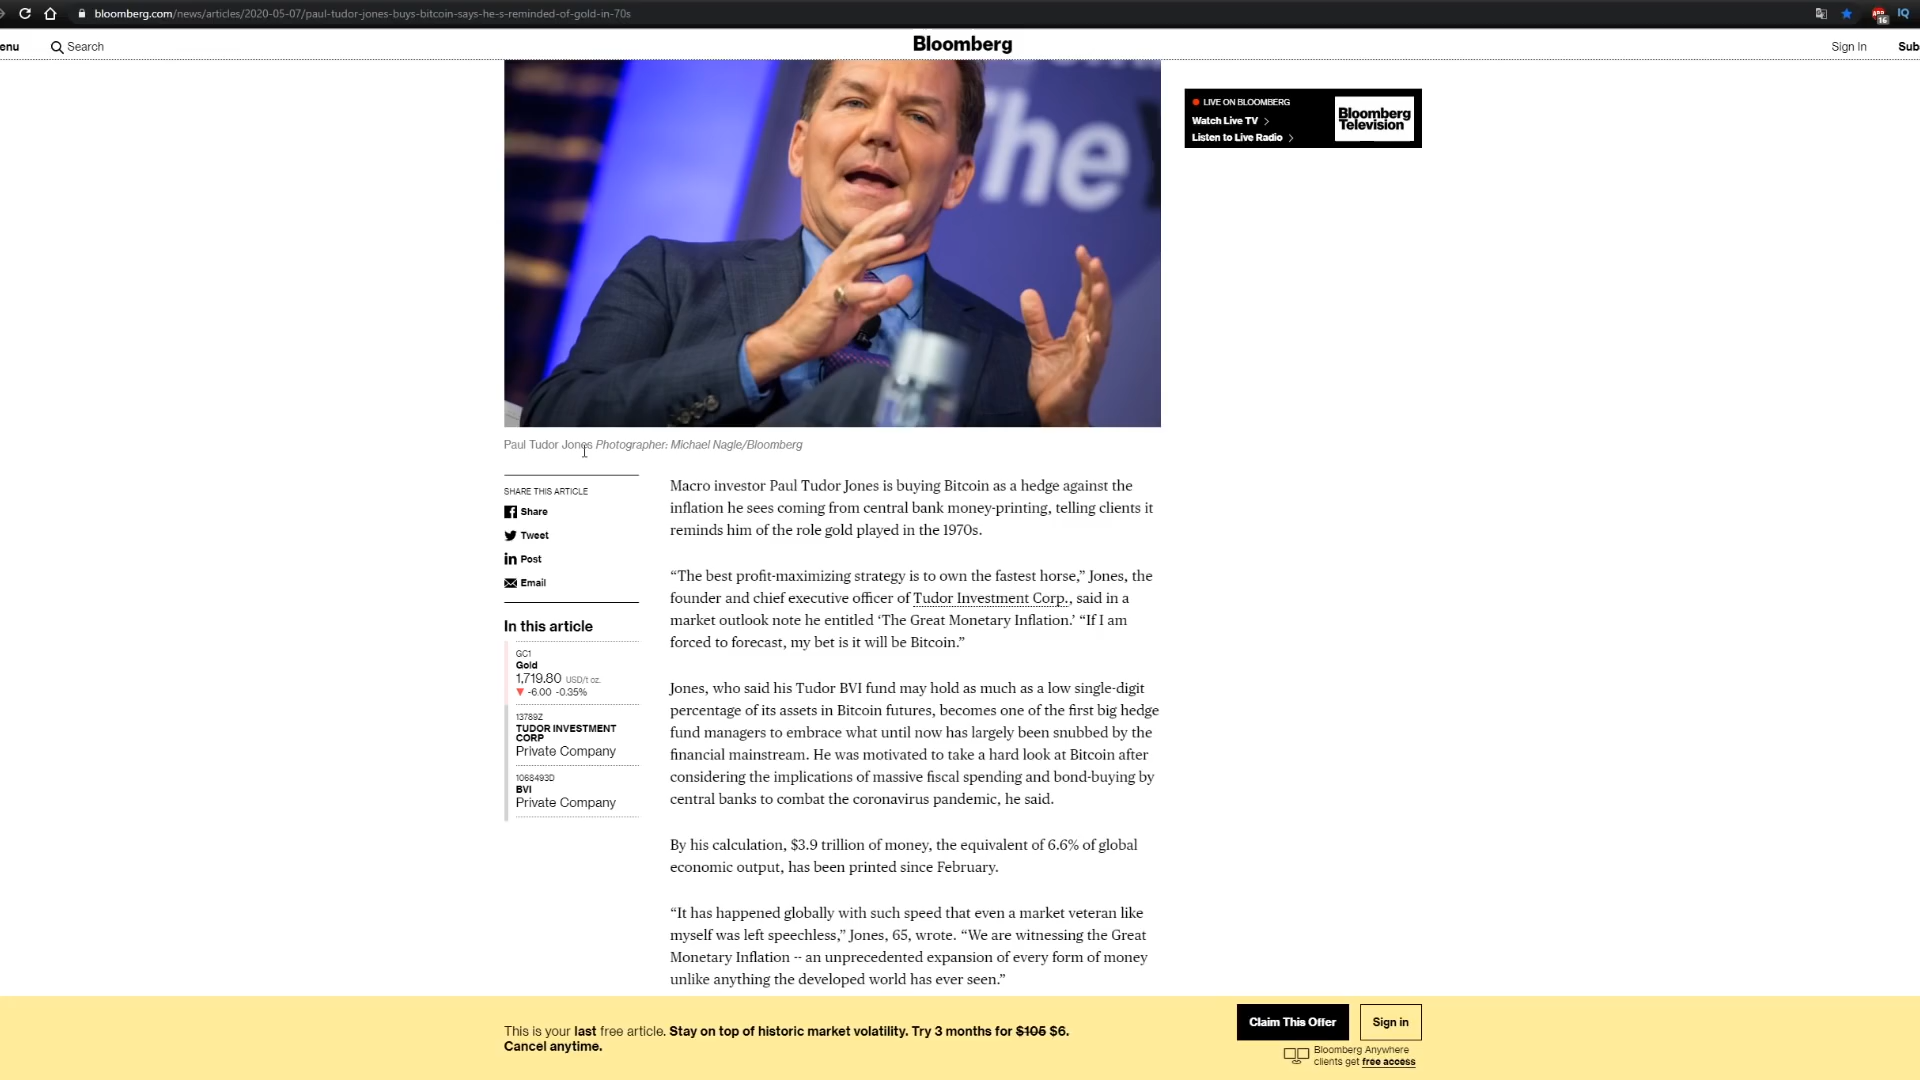 bloomberg.com/news/articles/2020-05-07/paul-tudor-jones-buys-bitcoin-says-he-s-reminded-of-gold-in-70s
16
IQ
enu
Search
Bloomberg
Sign In
Sub
The
LIVE ON BLOOMBERG
Watch Live TV
Listen to Live Radio
Bloomberg
Television
Paul Tudor Jones Photographer: Michael Nagle/Bloomberg
SHARE THIS ARTICLE
Share
Tweet
Post
Email
In this article
GC1
Gold
1,719.80 USD/t oz.
▼ -6.00 -0.35%
13789Z
TUDOR INVESTMENT
CORP
Private Company
1068493D
BVI
Private Company
Macro investor Paul Tudor Jones is buying Bitcoin as a hedge against the
inflation he sees coming from central bank money-printing, telling clients it
reminds him of the role gold played in the 1970s.
“The best profit-maximizing strategy is to own the fastest horse,” Jones, the
founder and chief executive officer of Tudor Investment Corp., said in a
market outlook note he entitled ‘The Great Monetary Inflation.’ “If I am
forced to forecast, my bet is it will be Bitcoin.”
Jones, who said his Tudor BVI fund may hold as much as a low single-digit
percentage of its assets in Bitcoin futures, becomes one of the first big hedge
fund managers to embrace what until now has largely been snubbed by the
financial mainstream. He was motivated to take a hard look at Bitcoin after
considering the implications of massive fiscal spending and bond-buying by
central banks to combat the coronavirus pandemic, he said.
By his calculation, $3.9 trillion of money, the equivalent of 6.6% of global
economic output, has been printed since February.
“It has happened globally with such speed that even a market veteran like
myself was left speechless,” Jones, 65, wrote. “We are witnessing the Great
Monetary Inflation -- an unprecedented expansion of every form of money
unlike anything the developed world has ever seen.”
This is your last free article. Stay on top of historic market volatility. Try 3 months for $105 $6.
Cancel anytime.
Claim This Offer
Sign in
Bloomberg Anywhere
clients get free access